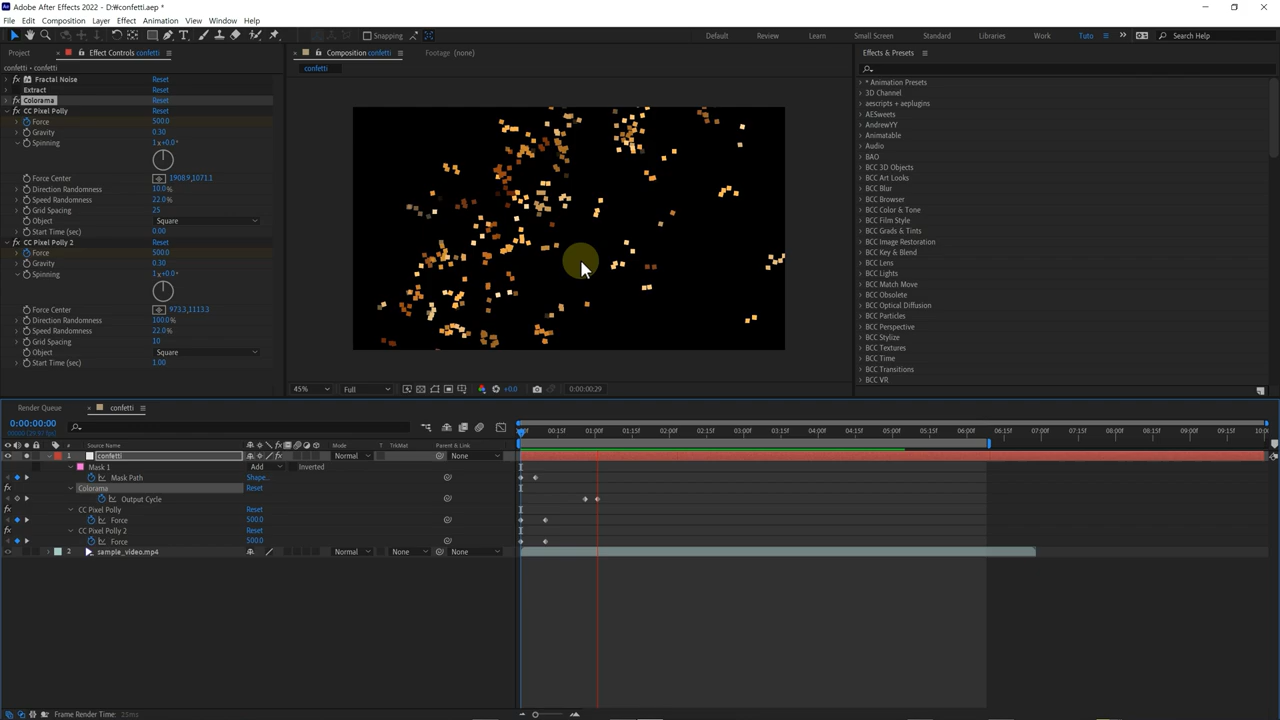 Adobe After Effects 2022 - D:\confetti.aep *
File Edit Composition Layer Effect Animation View Window Help
Snapping
Default Review Learn Small Screen Standard Libraries Work Tuto Search Help
Project Effect Controls confetti
Composition confetti
Footage (none)
Effects & Presets
confetti • confetti
confetti
Fractal Noise Reset
Extract Reset
Colorama Reset
CC Pixel Polly Reset
Force 500.0
Gravity 0.30
Spinning 1x+0.0°
Force Center 1908.9,1071.1
Direction Randomness 10.0%
Speed Randomness 22.0%
Grid Spacing 25
Object Square
Start Time (sec) 0.00
CC Pixel Polly 2 Reset
Force 500.0
Gravity 0.30
Spinning 1x+0.0°
Force Center 973.3,1113.3
Direction Randomness 100.0%
Speed Randomness 22.0%
Grid Spacing 10
Object Square
Start Time (sec) 1.00
* Animation Presets
3D Channel
aescripts + aeplugins
AESweets
AndrewYY
Animatable
Audio
BAO
BCC 3D Objects
BCC Art Looks
BCC Blur
BCC Browser
BCC Color & Tone
BCC Film Style
BCC Grads & Tints
BCC Image Restoration
BCC Key & Blend
BCC Lens
BCC Lights
BCC Match Move
BCC Obsolete
BCC Optical Diffusion
BCC Particles
BCC Perspective
BCC Stylize
BCC Textures
BCC Time
BCC Transitions
BCC VR
45% Full +0.0 0:00:00:29
Render Queue confetti
0:00:00:00
# Source Name Mode T TrkMat Parent & Link
00:15f 01:00f 01:15f 02:00f 02:15f 03:00f 03:15f 04:00f 04:15f 05:00f 05:15f 06:00f 06:15f 07:00f 07:15f 08:00f 08:15f 09:00f 09:15f 10:0
1 confetti Normal None
Mask 1 Add Inverted
Mask Path Shape..
Colorama Reset
Output Cycle
CC Pixel Polly Reset
Force 500.0
CC Pixel Polly 2 Reset
Force 500.0
2 sample_video.mp4 Normal None None
Frame Render Time: 25ms